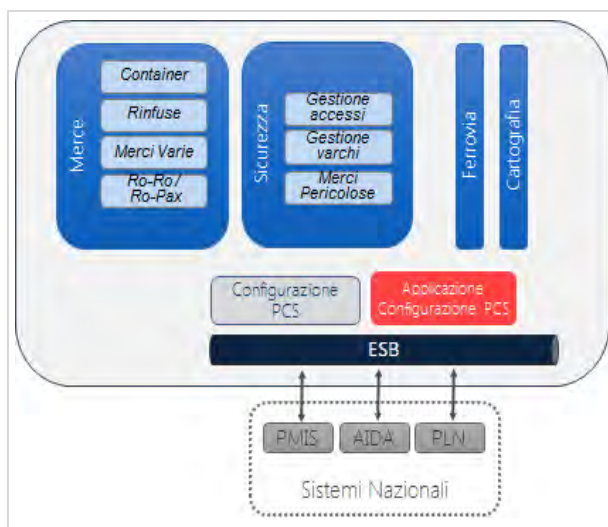 Merce
Container
Rinfuse
Merci Varie
Ro-Ro /
Ro-Pax
Sicurezza
Gestione
accessi
Gestione
varchi
Merci
Pericolose
Ferrovia
Cartografia
Configurazione
PCS
Applicazione
Configurazione PCS
ESB
PMIS
AIDA
PLN
Sistemi Nazionali